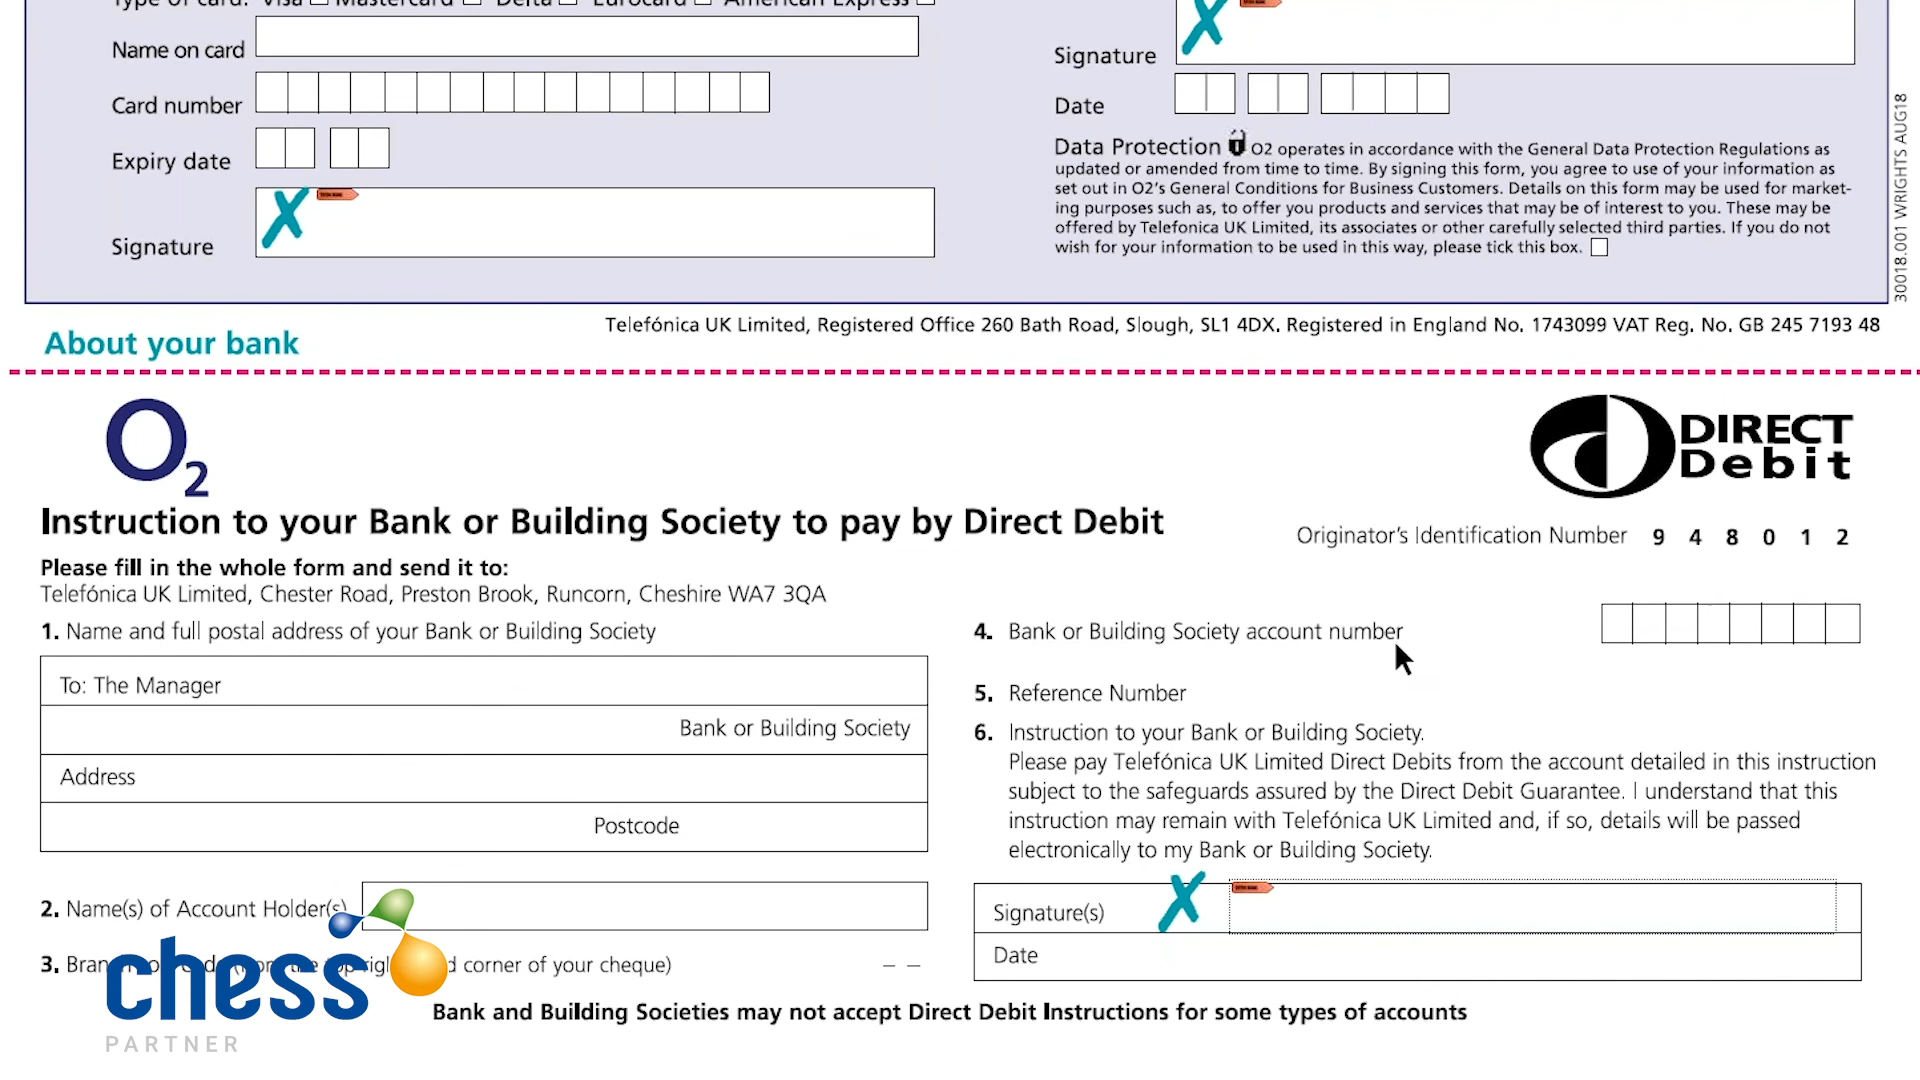 Type of card: Visa Mastercard Delta Eurocard American Express
Name on card
Card number
Expiry date
Signature
Signature
Date
Data Protection O2 operates in accordance with the General Data Protection Regulations as
updated or amended from time to time. By signing this form, you agree to use of your information as
set out in O2's General Conditions for Business Customers. Details on this form may be used for market-
ing purposes such as, to offer you products and services that may be of interest to you. These may be
offered by Telefonica UK Limited, its associates or other carefully selected third parties. If you do not
wish for your information to be used in this way, please tick this box.
30018.001 WRIGHTS AUG18
Telefónica UK Limited, Registered Office 260 Bath Road, Slough, SL1 4DX. Registered in England No. 1743099 VAT Reg. No. GB 245 7193 48
About your bank
O2
DIRECT
Debit
Instruction to your Bank or Building Society to pay by Direct Debit
Originator's Identification Number 9 4 8 0 1 2
Please fill in the whole form and send it to:
Telefónica UK Limited, Chester Road, Preston Brook, Runcorn, Cheshire WA7 3QA
1. Name and full postal address of your Bank or Building Society
To: The Manager
Bank or Building Society
Address
Postcode
2. Name(s) of Account Holder(s)
3. corner of your cheque) – –
4. Bank or Building Society account number
5. Reference Number
6. Instruction to your Bank or Building Society.
Please pay Telefónica UK Limited Direct Debits from the account detailed in this instruction
subject to the safeguards assured by the Direct Debit Guarantee. I understand that this
instruction may remain with Telefónica UK Limited and, if so, details will be passed
electronically to my Bank or Building Society.
Signature(s)
Date
chess
PARTNER
Bank and Building Societies may not accept Direct Debit Instructions for some types of accounts